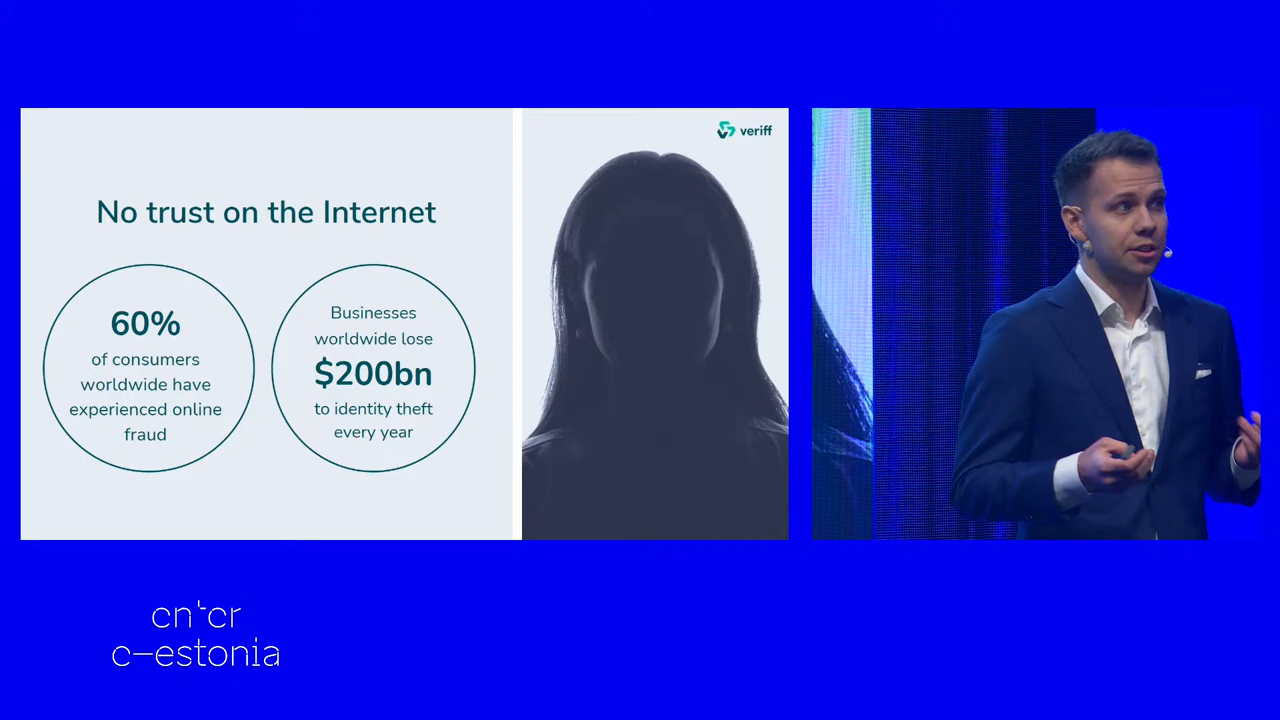 veriff
No trust on the Internet
60%
of consumers
worldwide have
experienced online
fraud
Businesses
worldwide lose
$200bn
to identity theft
every year
cn't cr
c—estonia